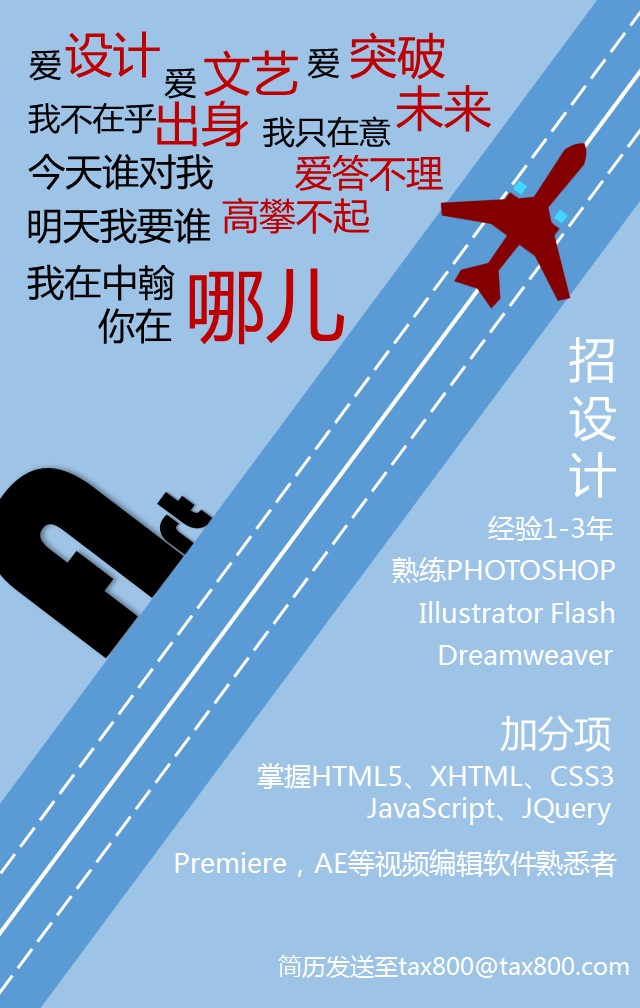 爱设计 爱文艺 爱突破
我不在乎出身 我只在意未来
今天谁对我 爱答不理
明天我要谁 高攀不起
我在中翰
你在哪儿
Art
招设计
经验1-3年
熟练PHOTOSHOP
Illustrator Flash
Dreamweaver
加分项
掌握HTML5、XHTML、CSS3
JavaScript、JQuery
Premiere，AE等视频编辑软件熟悉者
简历发送至tax800@tax800.com